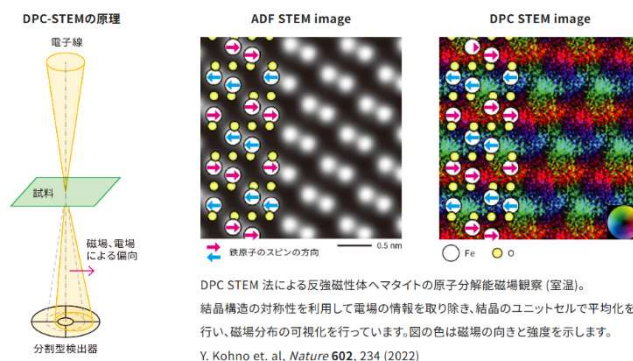 DPC-STEMの原理
電子線
試料
磁場、電場
による偏向
分割型検出器
ADF STEM image
鉄原子のスピンの方向
0.5 nm
DPC STEM image
Fe
O
DPC STEM 法による反強磁性体ヘマタイトの原子分解能磁場観察 (室温)。
結晶構造の対称性を利用して電場の情報を取り除き、結晶のユニットセルで平均化を
行い、磁場分布の可視化を行っています。図の色は磁場の向きと強度を示します。
Y. Kohno et. al, Nature 602, 234 (2022)